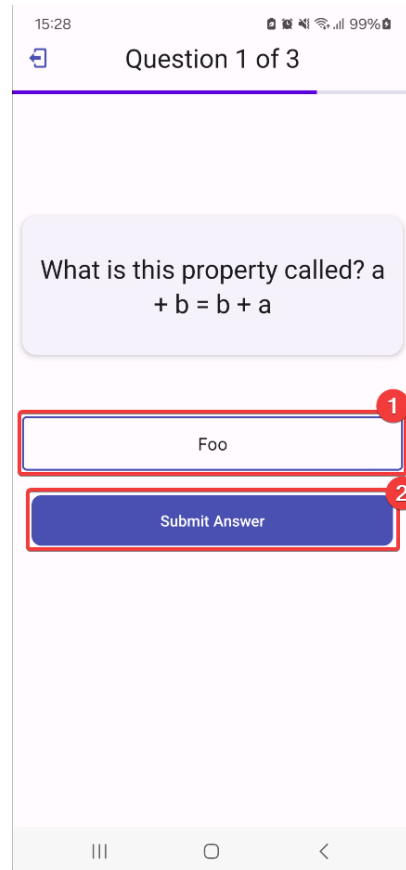 15:28 99%
Question 1 of 3
What is this property called? a
+ b = b + a
1
Foo
2
Submit Answer